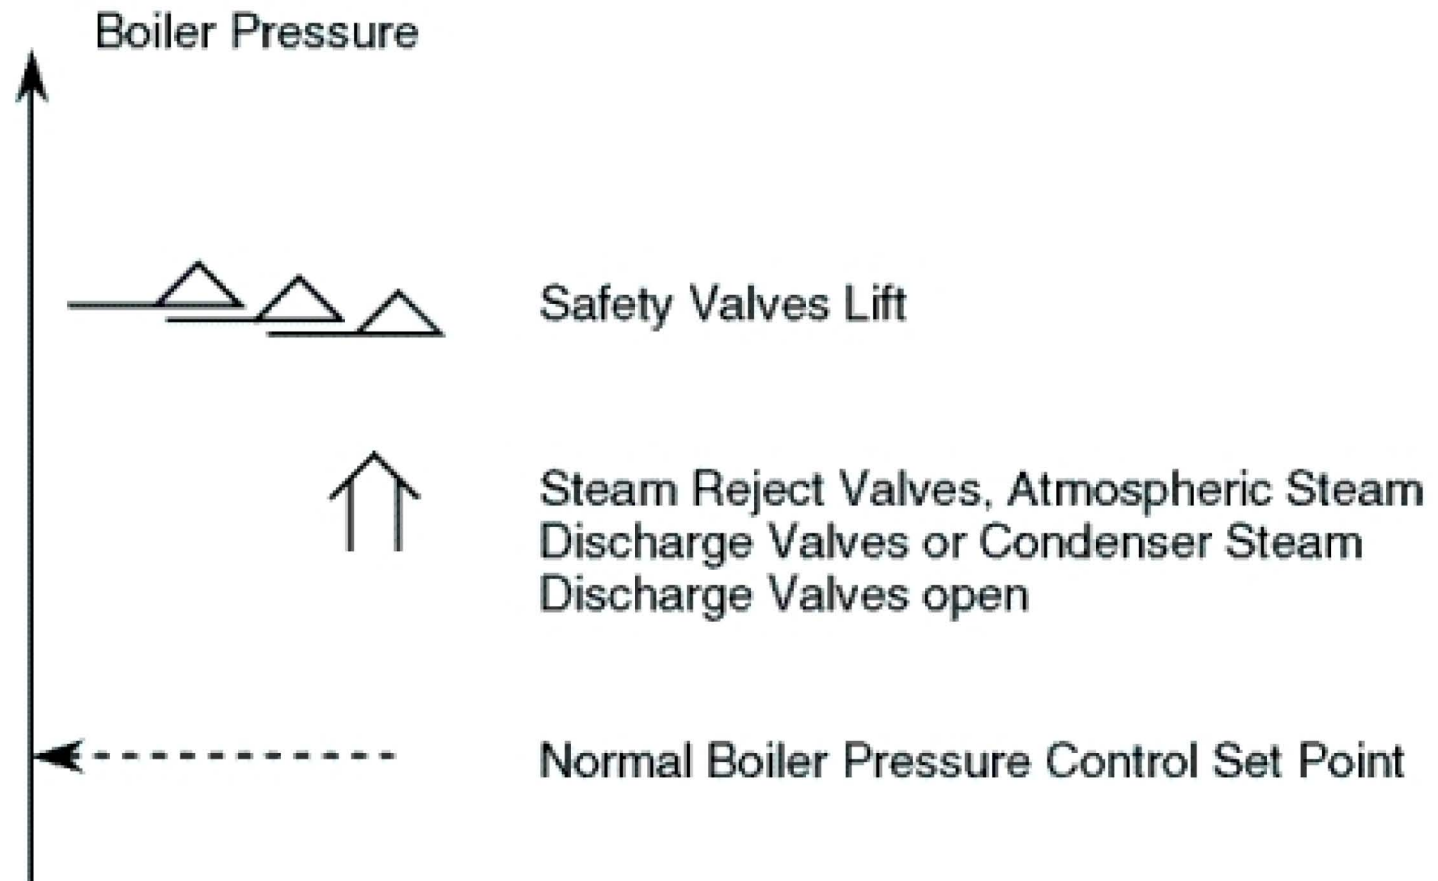 Boiler Pressure
Safety Valves Lift
Steam Reject Valves, Atmospheric Steam
Discharge Valves or Condenser Steam
Discharge Valves open
Normal Boiler Pressure Control Set Point